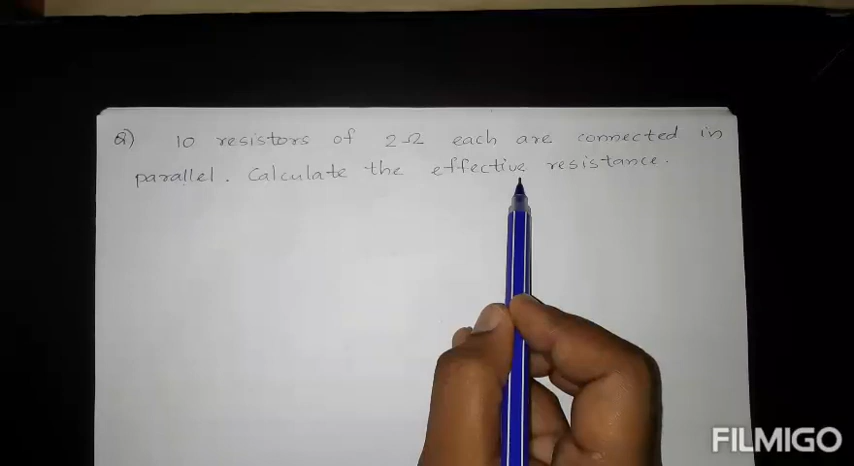 Q) 10 resistors of 2Ω each are connected in
parallel. Calculate the effective resistance.
FILMIGO